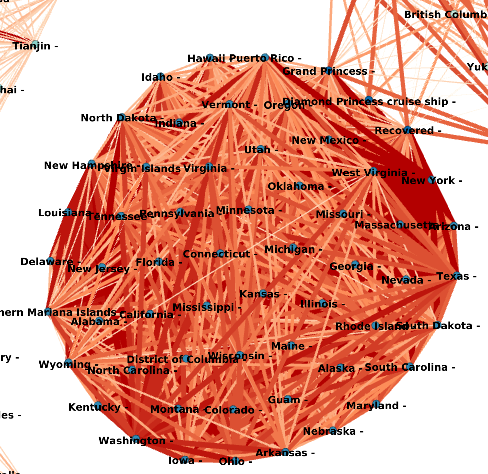 British Columb
Tianjin -
Hawaii
Puerto Rico -
Yuk
Idaho -
Grand Princess -
hai -
Vermont -
Oregon
Diamond Princess cruise ship -
North Dakota
Indiana -
Recovered -
New Mexico -
Utah -
New Hampshire -
Virgin Islands
Virginia -
West Virginia -
New York -
Oklahoma -
Louisiana
Tennessee
Pennsylvania -
Minnesota -
Missouri -
Massachusetts
Arizona -
Connecticut -
Michigan -
Delaware -
New Jersey -
Florida -
Georgia -
Nevada -
Texas -
Kansas -
Illinois -
Mississippi -
hern Mariana Islands
California -
Alabama -
Rhode Island
South Dakota -
Maine -
ry -
Wyoming
District of Columbia
Wisconsin -
North Carolina -
Alaska -
South Carolina -
Guam -
Kentucky
Montana
Colorado -
Maryland -
les -
Nebraska -
Washington -
Arkansas -
Iowa -
Ohio -